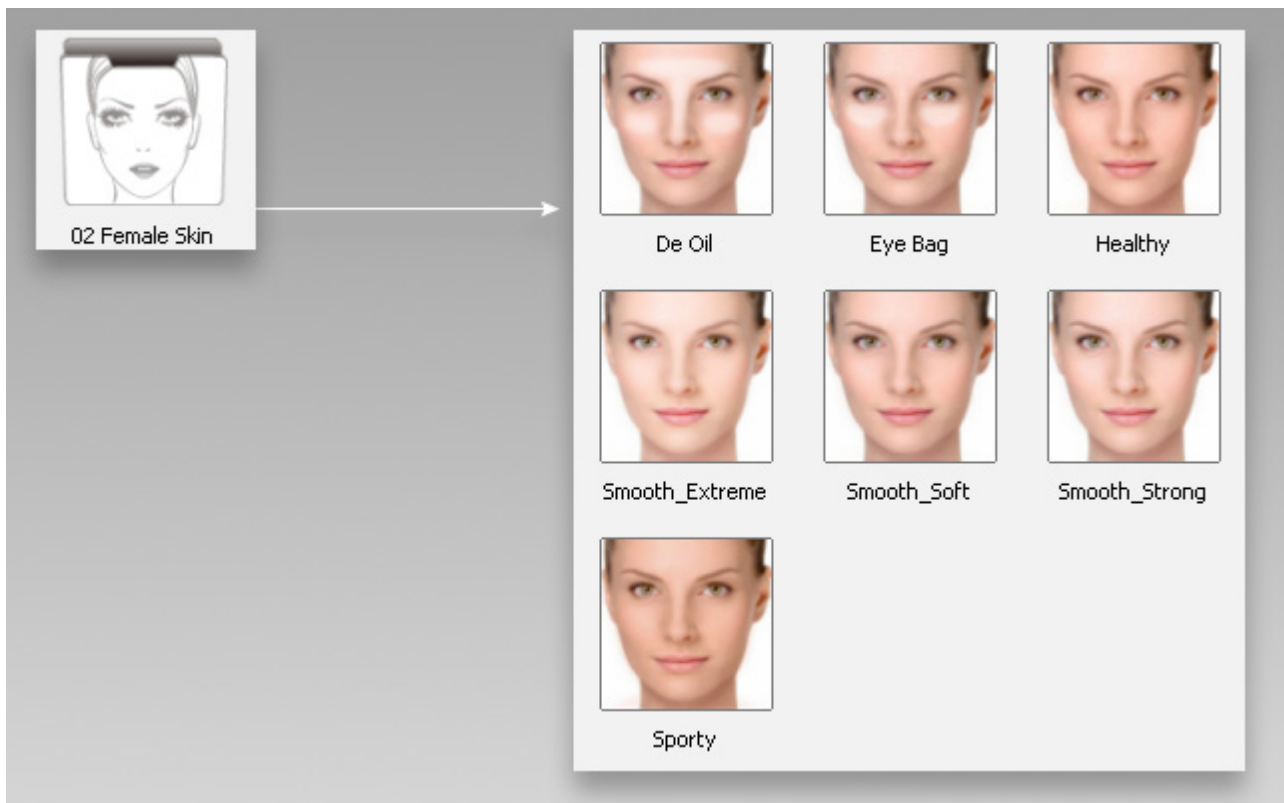 02 Female Skin
De Oil
Eye Bag
Healthy
Smooth_Extreme
Smooth_Soft
Smooth_Strong
Sporty